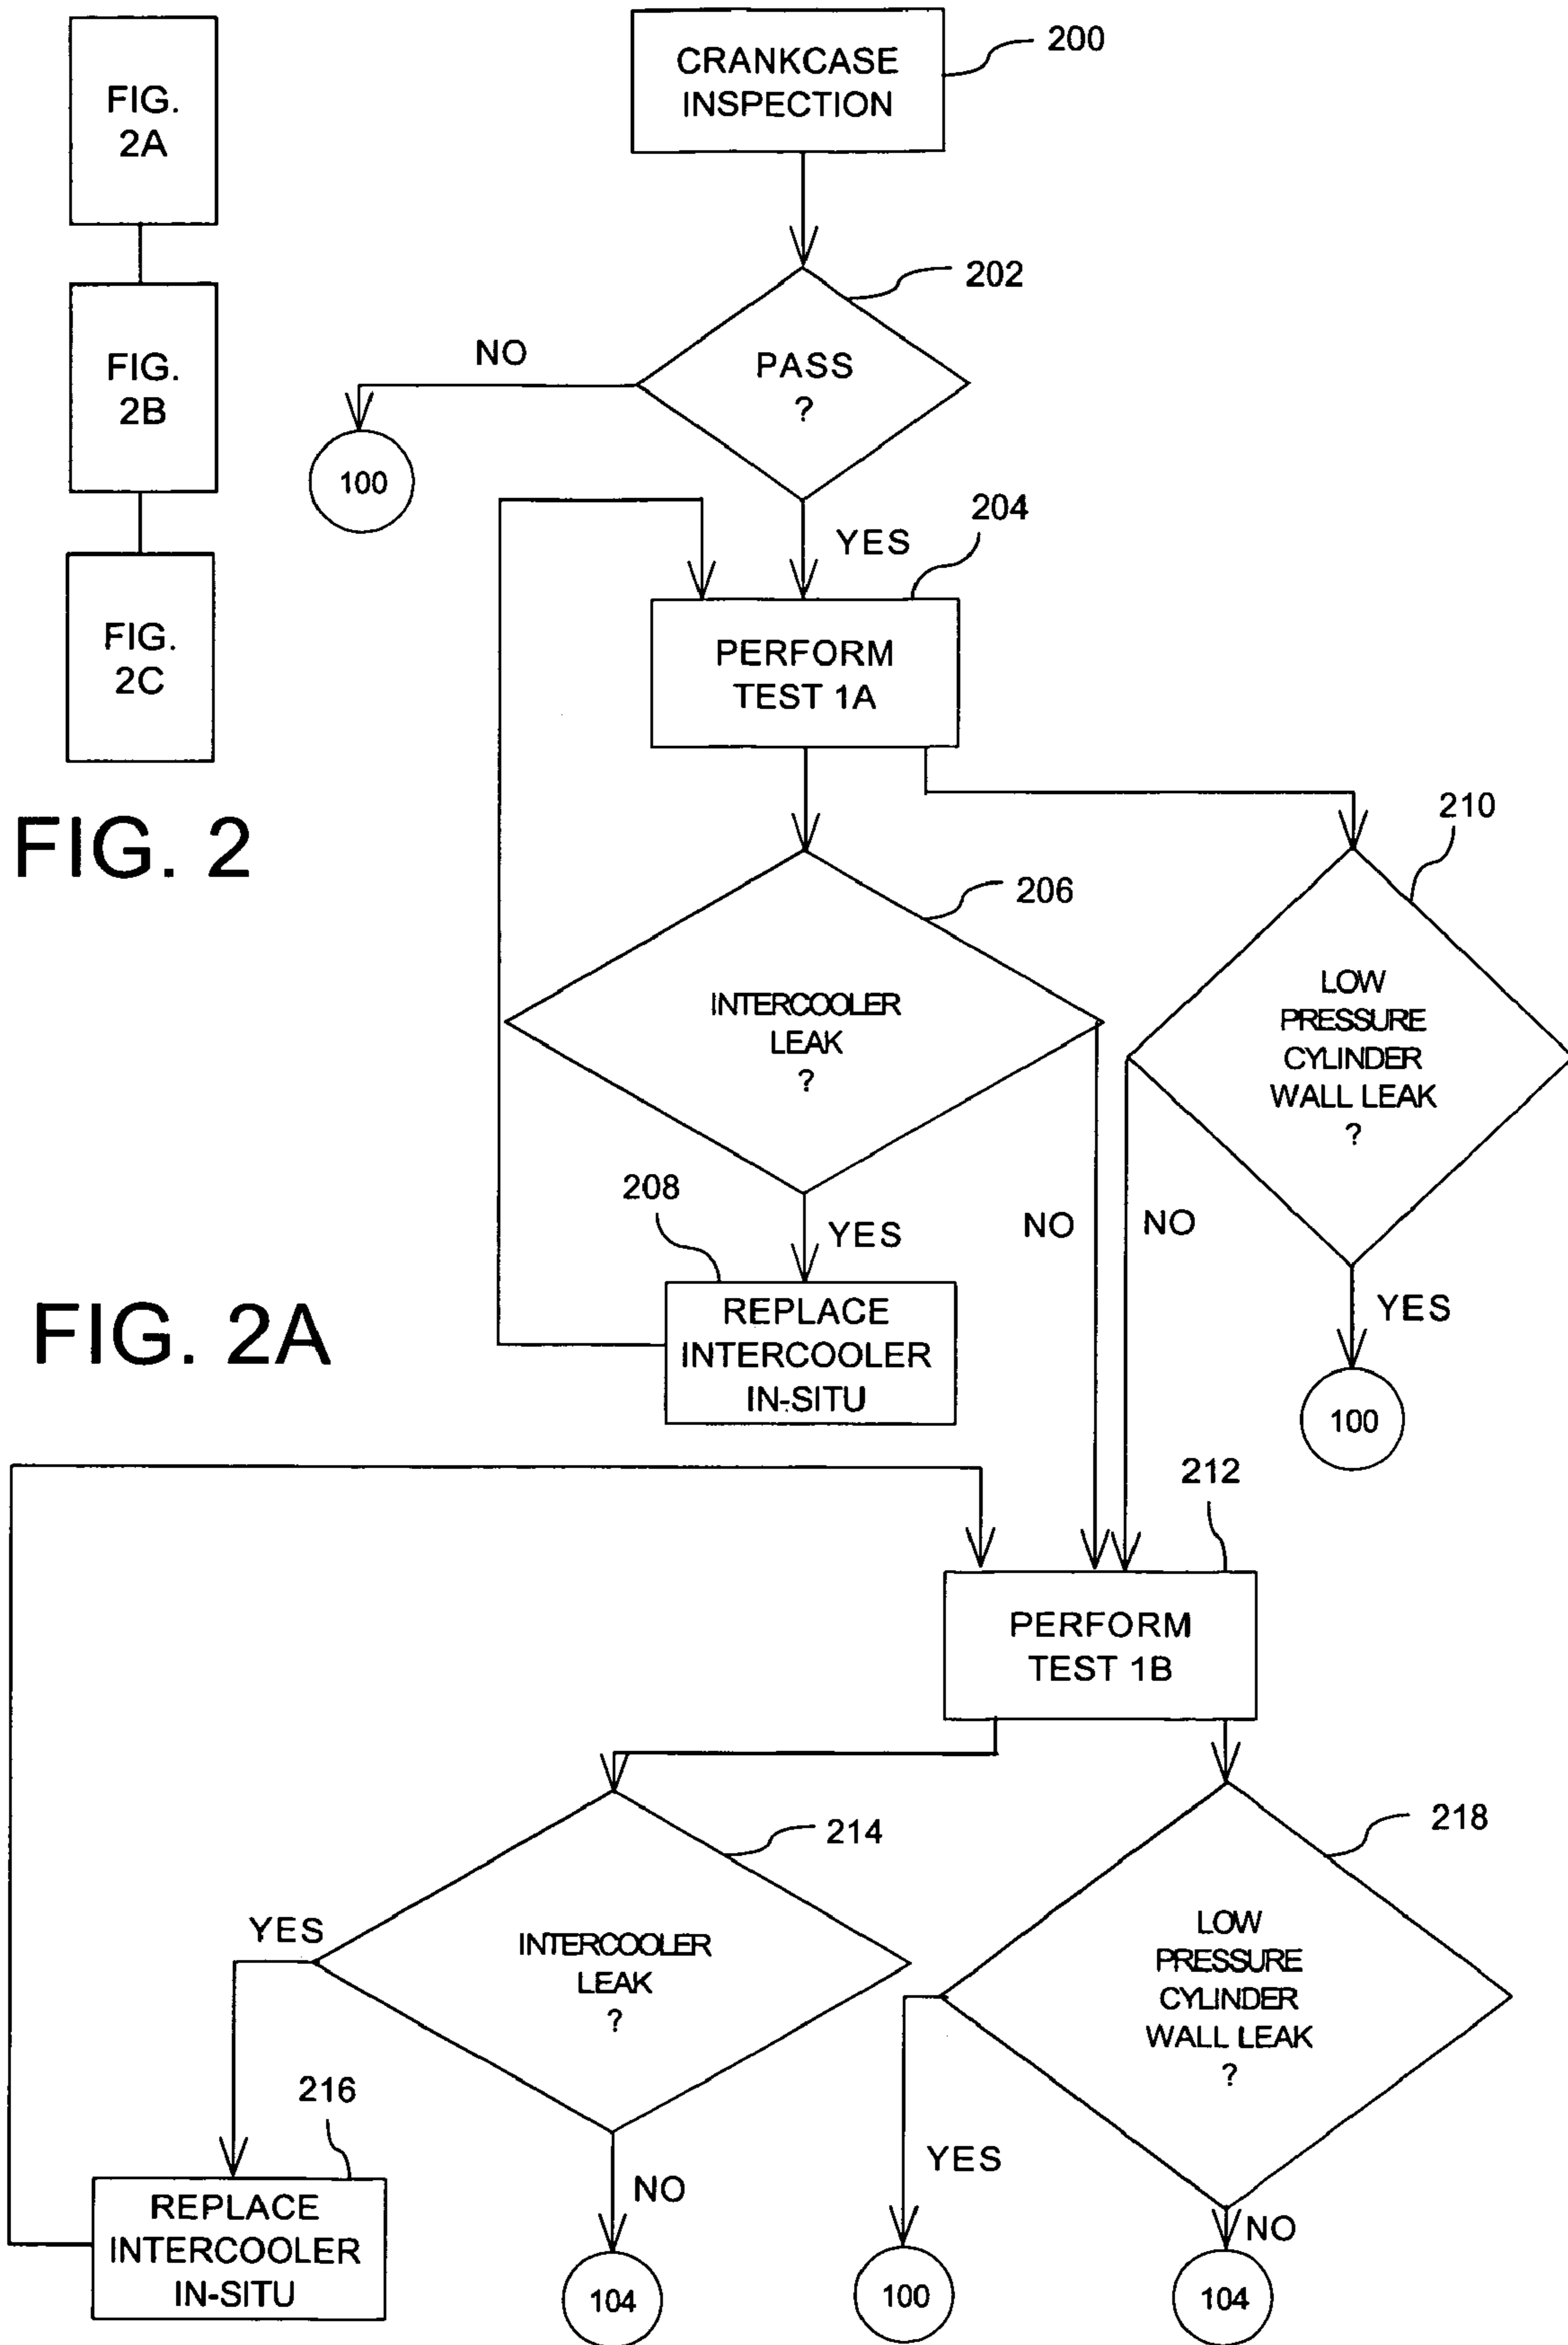 FIG.
2A
FIG.
2B
FIG.
2C
FIG. 2
CRANKCASE
INSPECTION
200
202
PASS
?
NO
100
YES
204
PERFORM
TEST 1A
206
INTERCOOLER
LEAK
?
210
LOW
PRESSURE
CYLINDER
WALL LEAK
?
NO
NO
208
YES
REPLACE
INTERCOOLER
IN-SITU
YES
100
FIG. 2A
212
PERFORM
TEST 1B
214
INTERCOOLER
LEAK
?
218
LOW
PRESSURE
CYLINDER
WALL LEAK
?
YES
216
REPLACE
INTERCOOLER
IN-SITU
NO
104
YES
100
NO
104